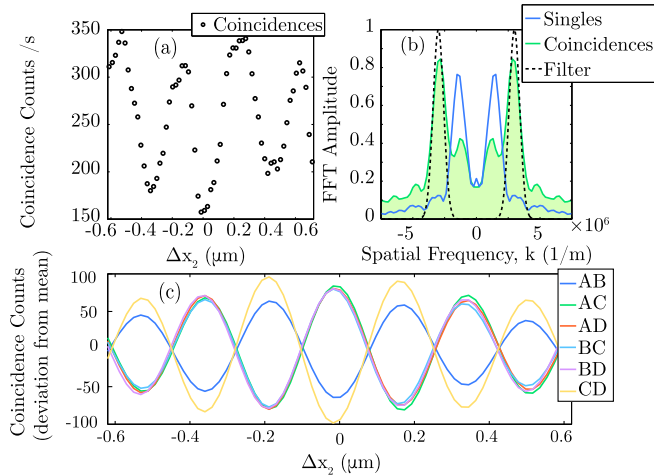 Coincidences
(a)
Coincidence Counts /s
350
300
250
200
150
-0.6 -0.4 -0.2 0 0.2 0.4 0.6
Δx2 (μm)
Singles
Coincidences
Filter
(b)
FFT Amplitude
1
0.8
0.6
0.4
0.2
0
-5 0 5
×10^6
Spatial Frequency, k (1/m)
(c)
Coincidence Counts
(deviation from mean)
100
50
0
-50
-100
-0.6 -0.4 -0.2 0 0.2 0.4 0.6
Δx2 (μm)
AB
AC
AD
BC
BD
CD